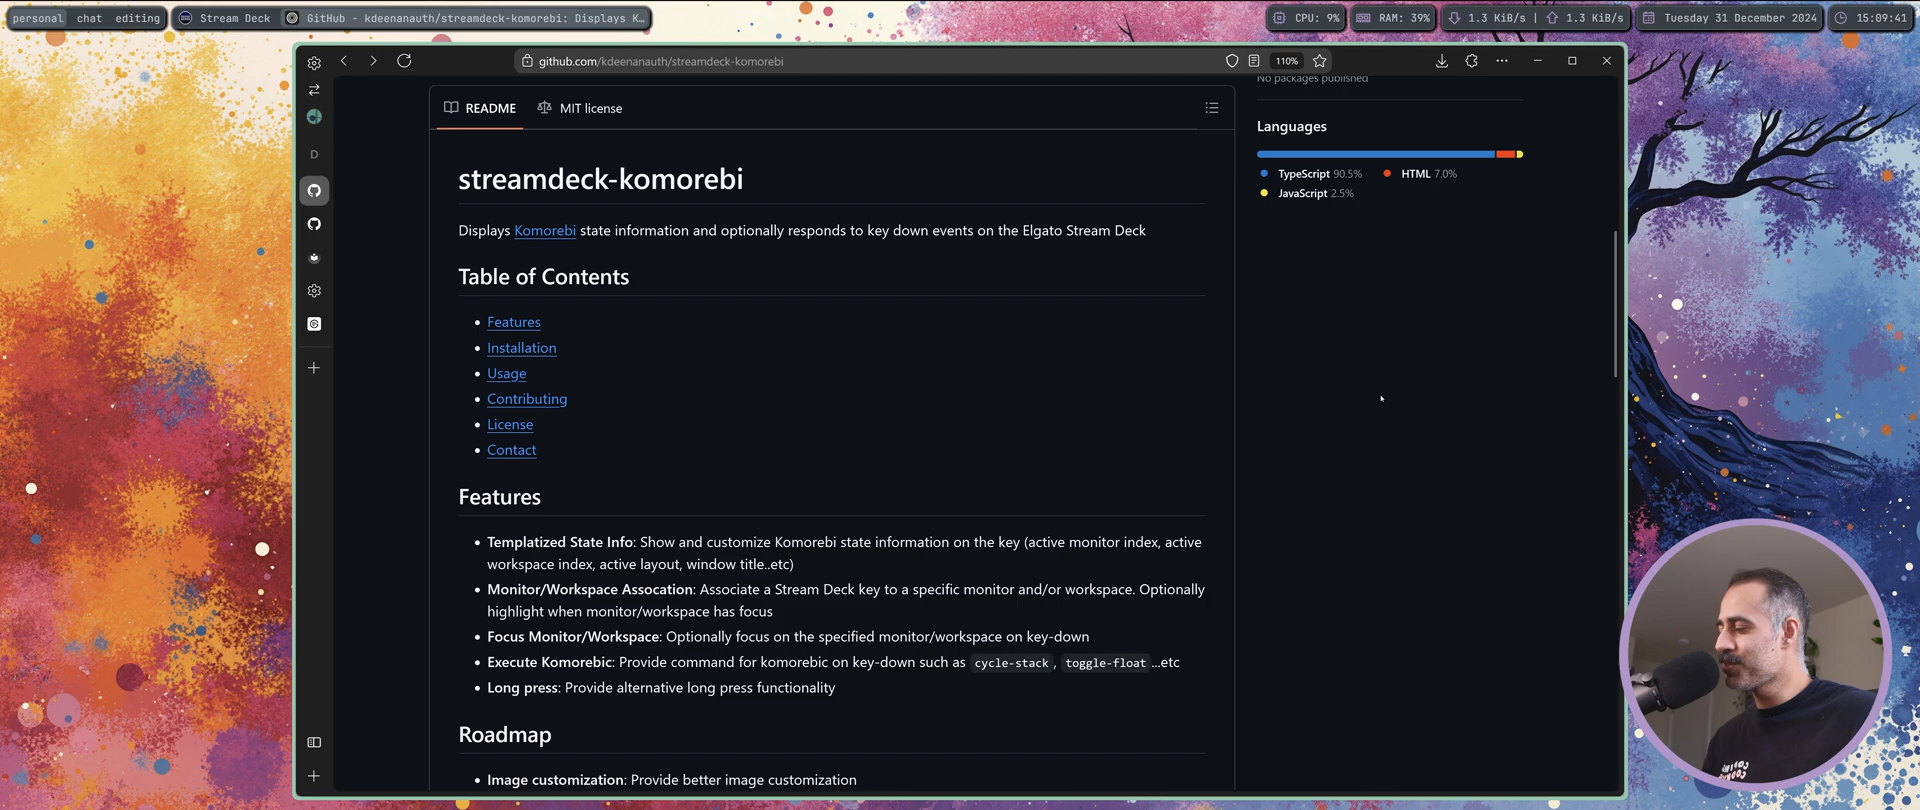 personal chat editing
Stream Deck
GitHub - kdeenanauth/streamdeck-komorebi: Displays K…
CPU: 9%
RAM: 39%
1.3 KiB/s | 1.3 KiB/s
Tuesday 31 December 2024
15:09:41
github.com/kdeenanauth/streamdeck-komorebi
110%
No packages published
README
MIT license
Languages
TypeScript 90.5%
HTML 7.0%
JavaScript 2.5%
D
streamdeck-komorebi
Displays Komorebi state information and optionally responds to key down events on the Elgato Stream Deck
Table of Contents
Features
Installation
Usage
Contributing
License
Contact
Features
Templatized State Info: Show and customize Komorebi state information on the key (active monitor index, active
workspace index, active layout, window title..etc)
Monitor/Workspace Assocation: Associate a Stream Deck key to a specific monitor and/or workspace. Optionally
highlight when monitor/workspace has focus
Focus Monitor/Workspace: Optionally focus on the specified monitor/workspace on key-down
Execute Komorebic: Provide command for komorebic on key-down such as cycle-stack , toggle-float ...etc
Long press: Provide alternative long press functionality
Roadmap
Image customization: Provide better image customization